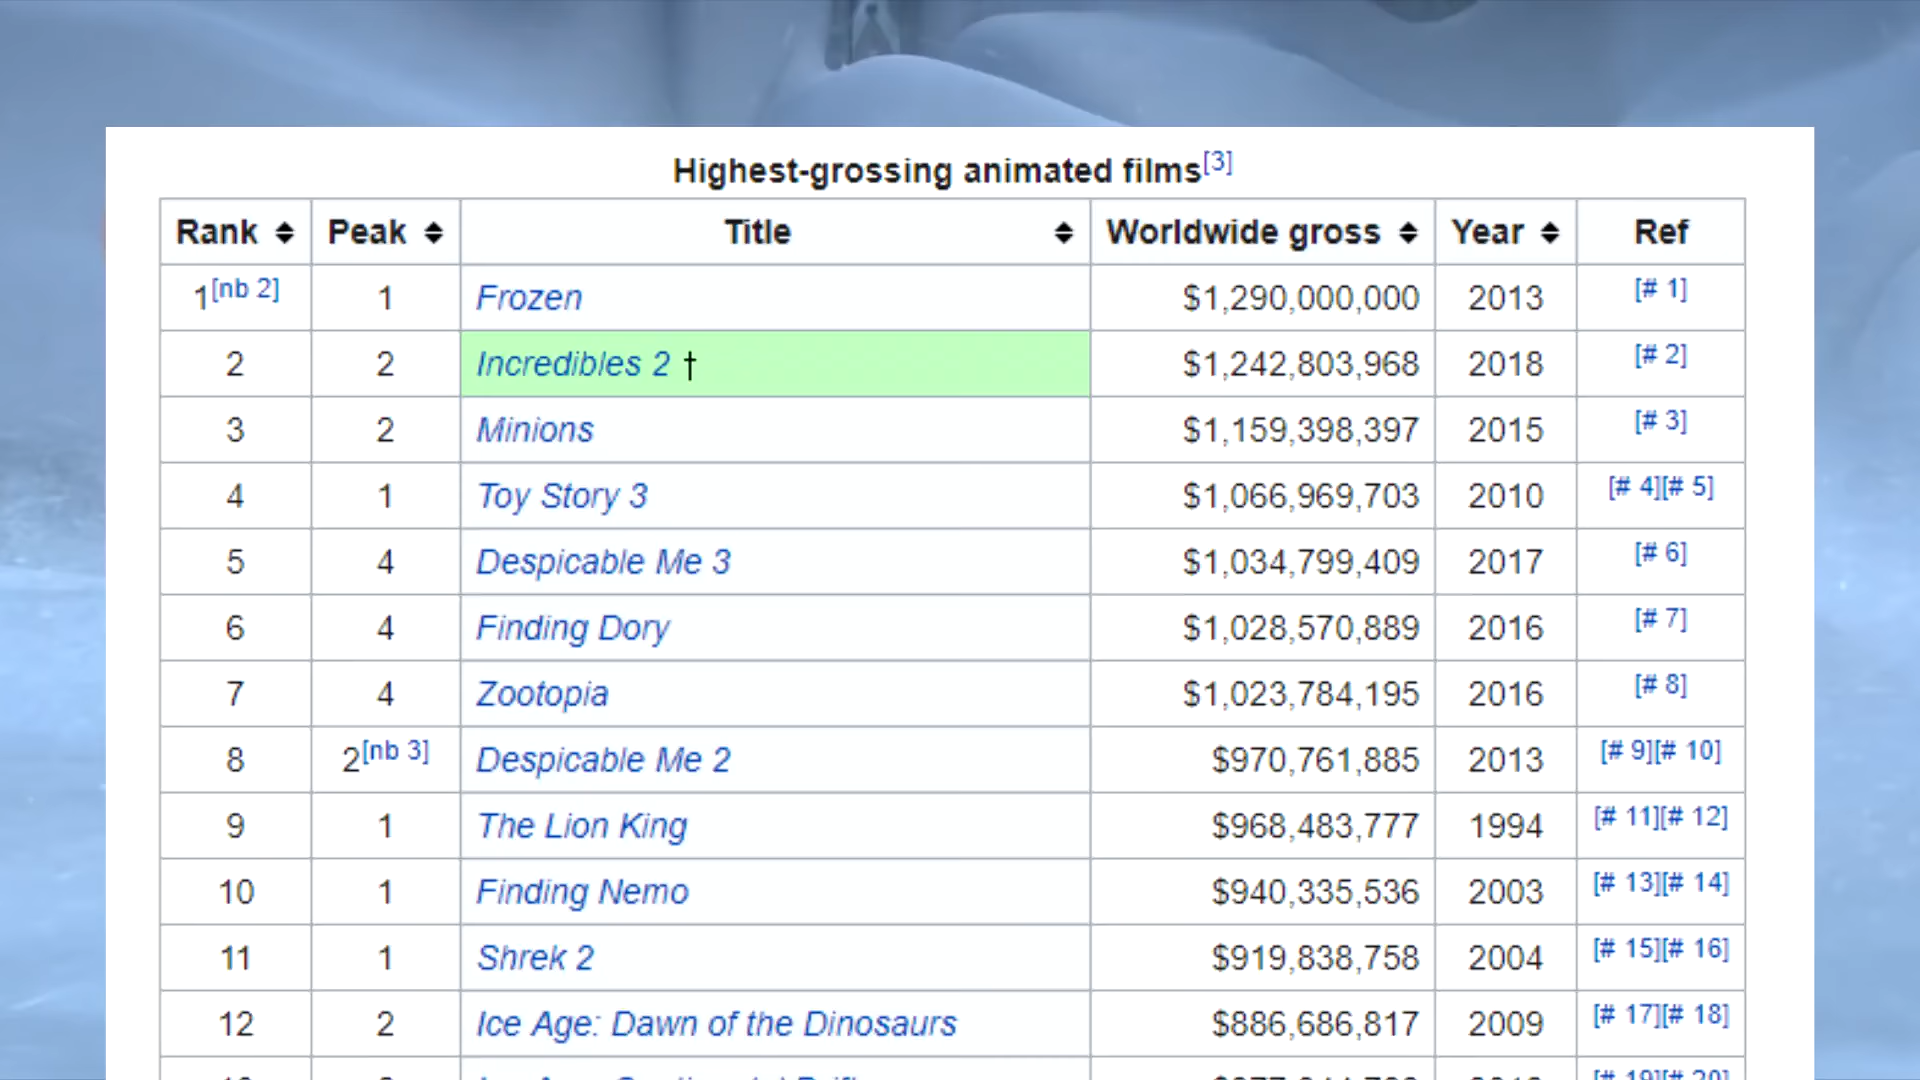 Highest-grossing animated films[3]
Rank Peak Title Worldwide gross Year Ref
1[nb 2] 1 Frozen $1,290,000,000 2013 [# 1]
2 2 Incredibles 2 † $1,242,803,968 2018 [# 2]
3 2 Minions $1,159,398,397 2015 [# 3]
4 1 Toy Story 3 $1,066,969,703 2010 [# 4][# 5]
5 4 Despicable Me 3 $1,034,799,409 2017 [# 6]
6 4 Finding Dory $1,028,570,889 2016 [# 7]
7 4 Zootopia $1,023,784,195 2016 [# 8]
8 2[nb 3] Despicable Me 2 $970,761,885 2013 [# 9][# 10]
9 1 The Lion King $968,483,777 1994 [# 11][# 12]
10 1 Finding Nemo $940,335,536 2003 [# 13][# 14]
11 1 Shrek 2 $919,838,758 2004 [# 15][# 16]
12 2 Ice Age: Dawn of the Dinosaurs $886,686,817 2009 [# 17][# 18]